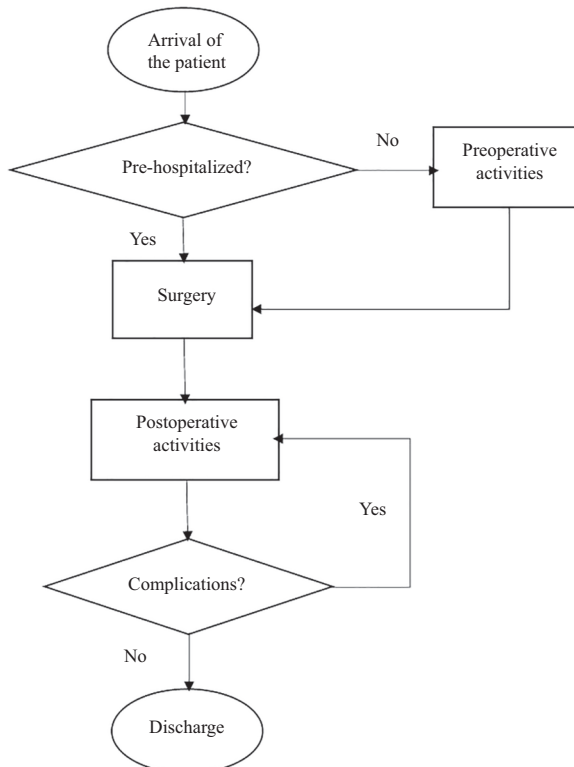 Arrival of
the patient
Pre-hospitalized?
No
Preoperative
activities
Yes
Surgery
Postoperative
activities
Yes
Complications?
No
Discharge